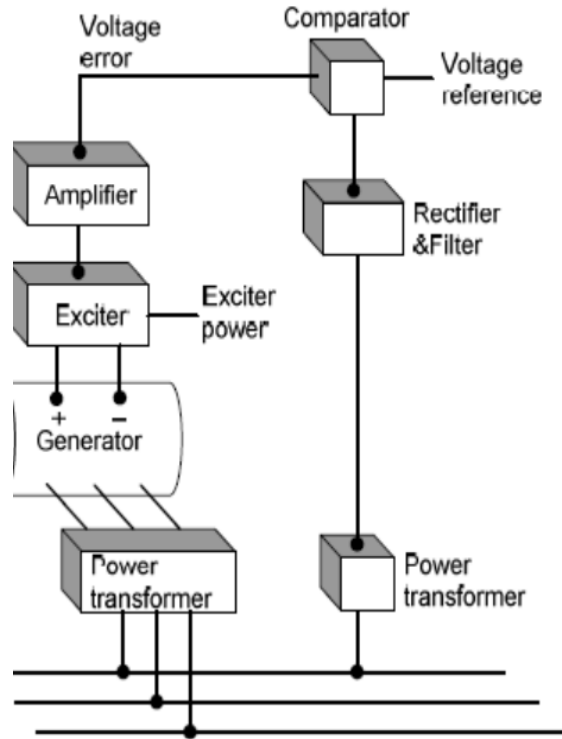 Comparator
Voltage
error
Voltage
reference
Amplifier
Rectifier
&Filter
Exciter
Exciter
power
+ −
Generator
Power
transformer
Power
transformer